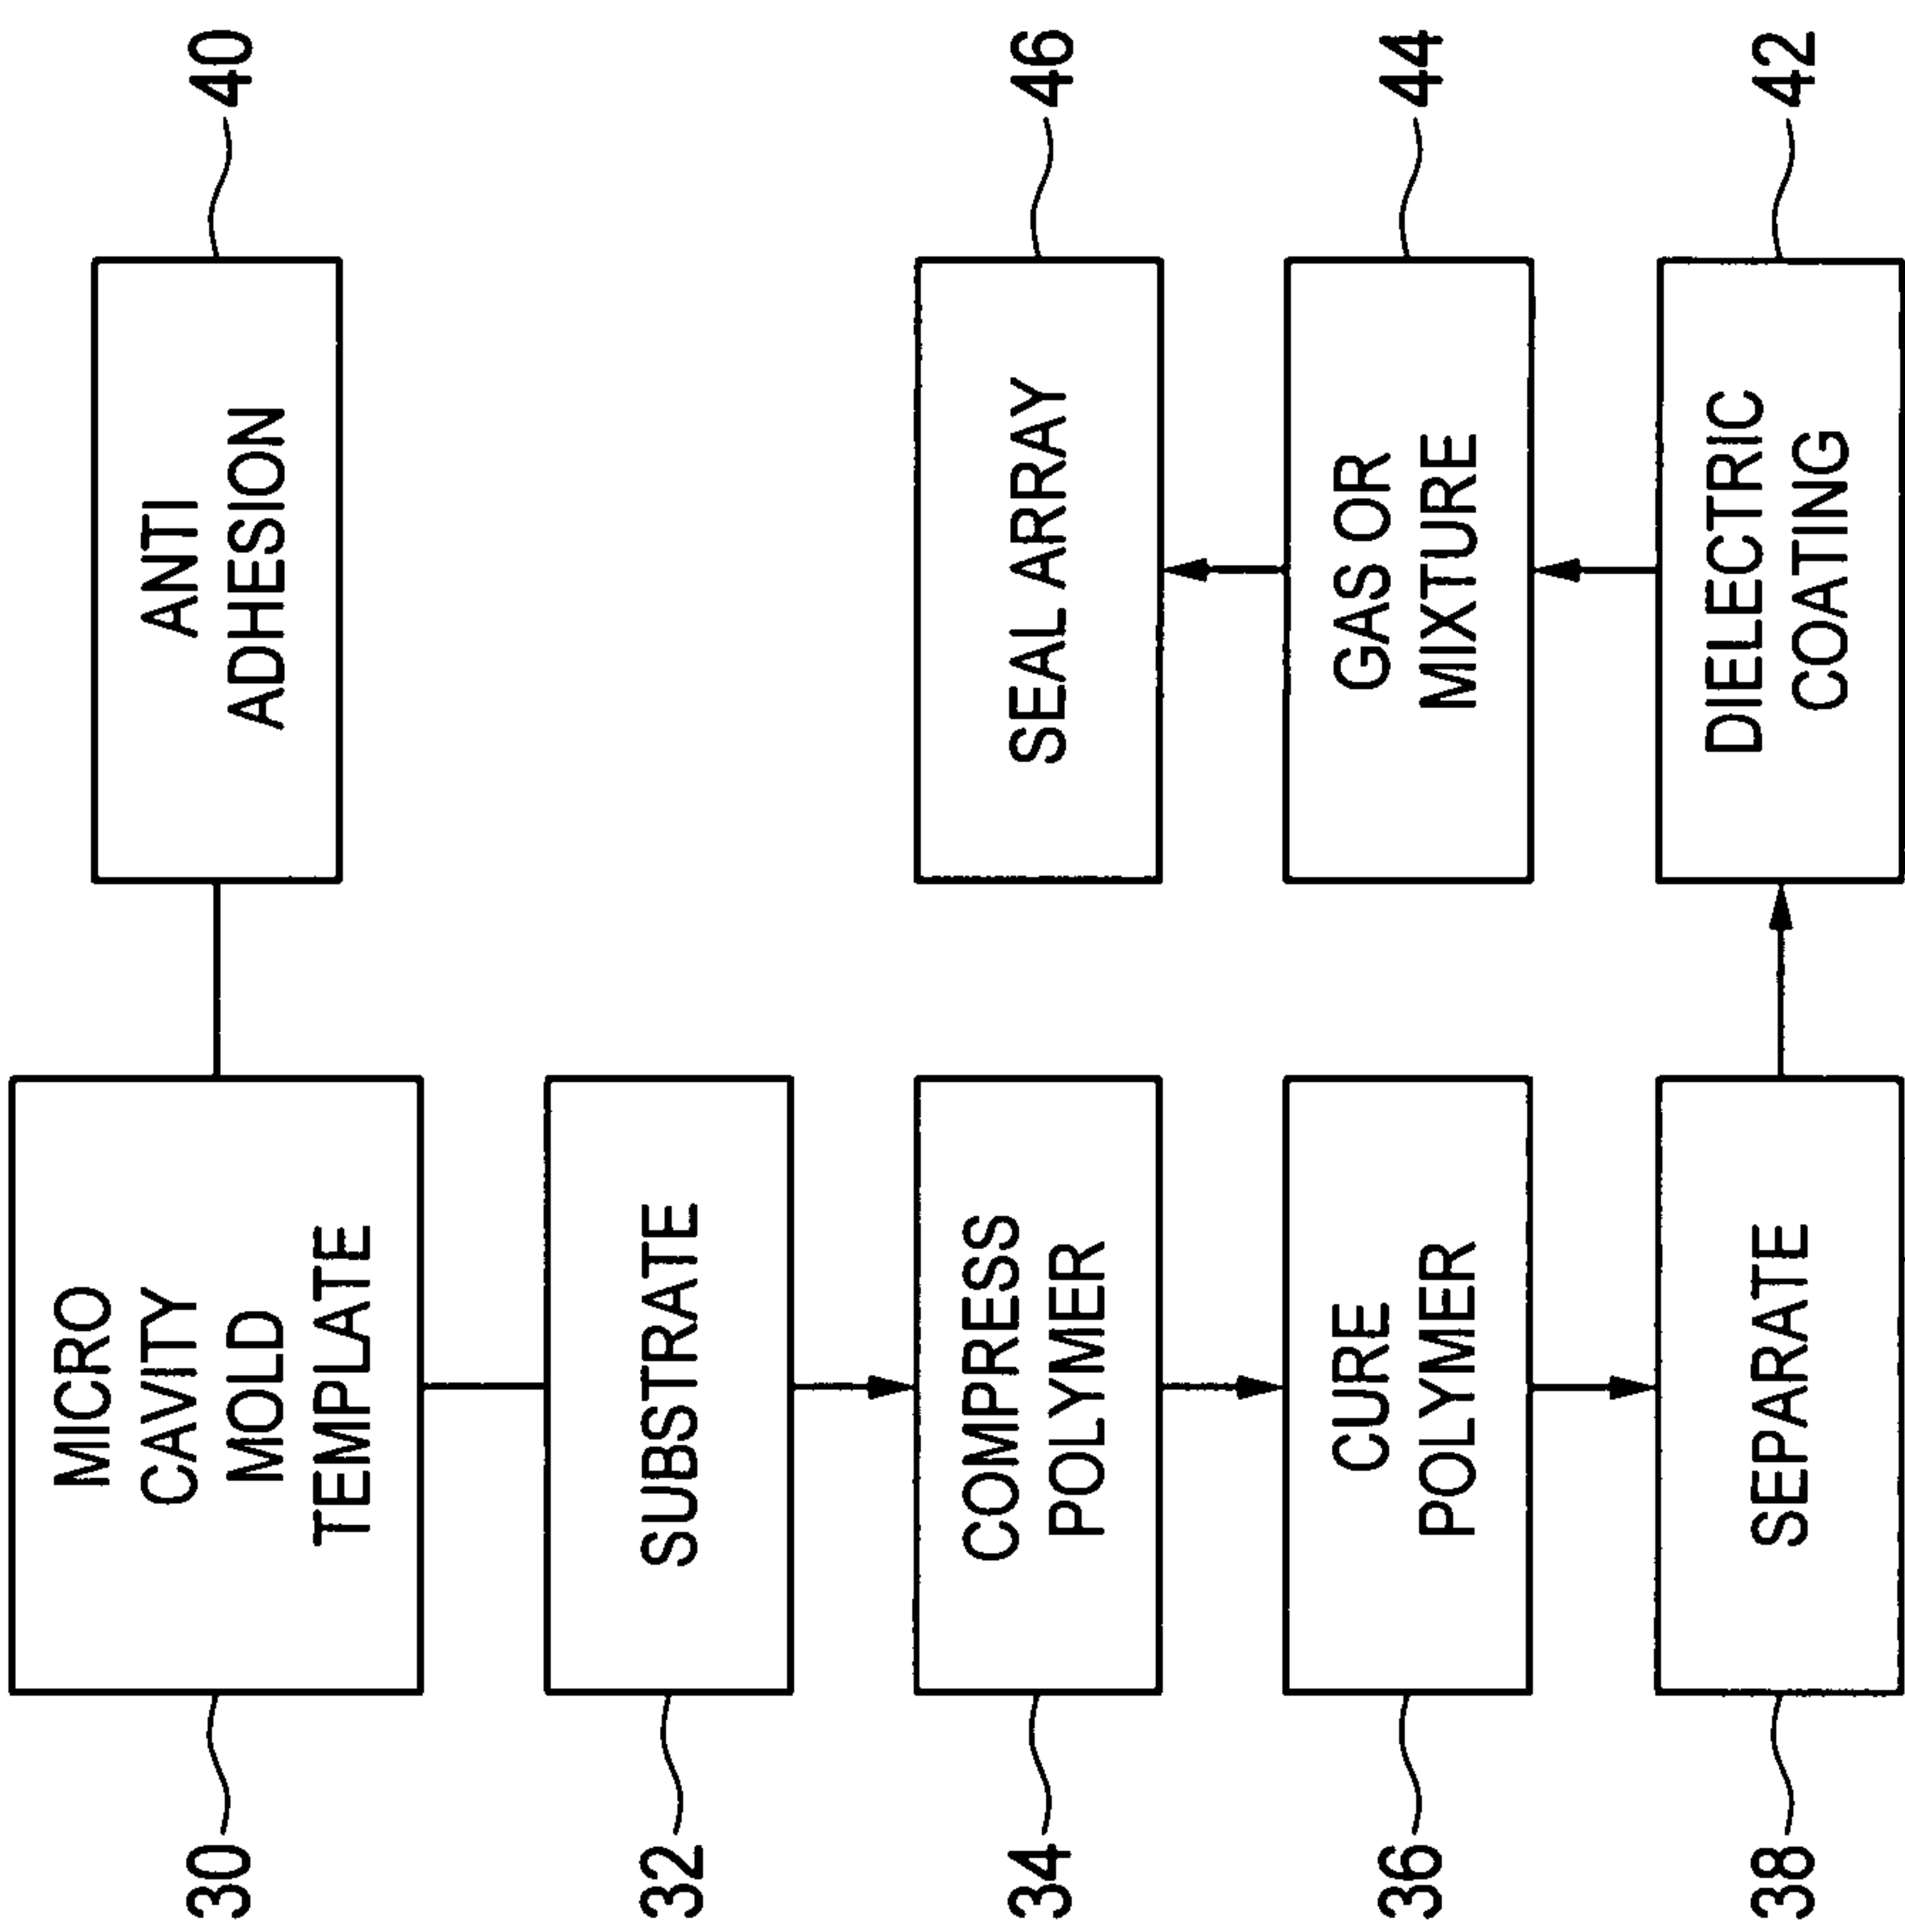 30
MICRO
CAVITY
MOLD
TEMPLATE
ANTI
ADHESION
40
32
SUBSTRATE
34
COMPRESS
POLYMER
SEAL ARRAY
46
36
CURE
POLYMER
GAS OR
MIXTURE
44
38
SEPARATE
DIELECTRIC
COATING
42